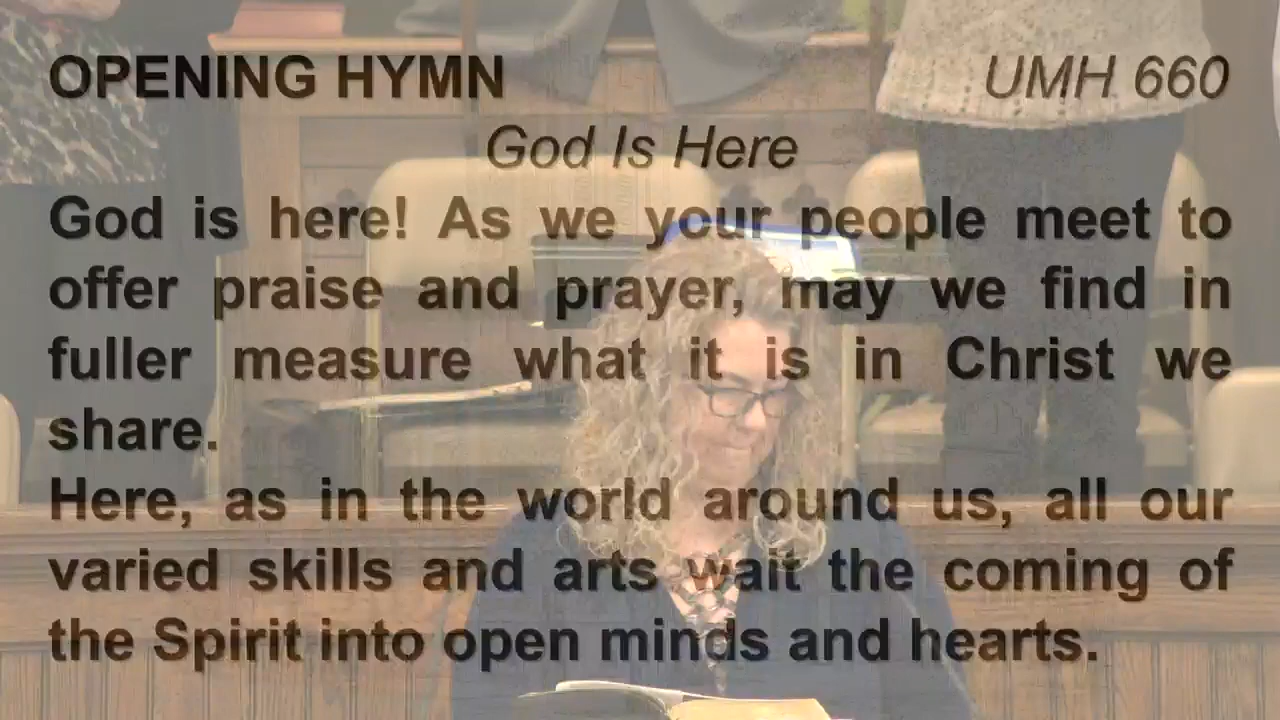 OPENING HYMN UMH 660
God Is Here
God is here! As we your people meet to
offer praise and prayer, may we find in
fuller measure what it is in Christ we
share.
Here, as in the world around us, all our
varied skills and arts wait the coming of
the Spirit into open minds and hearts.